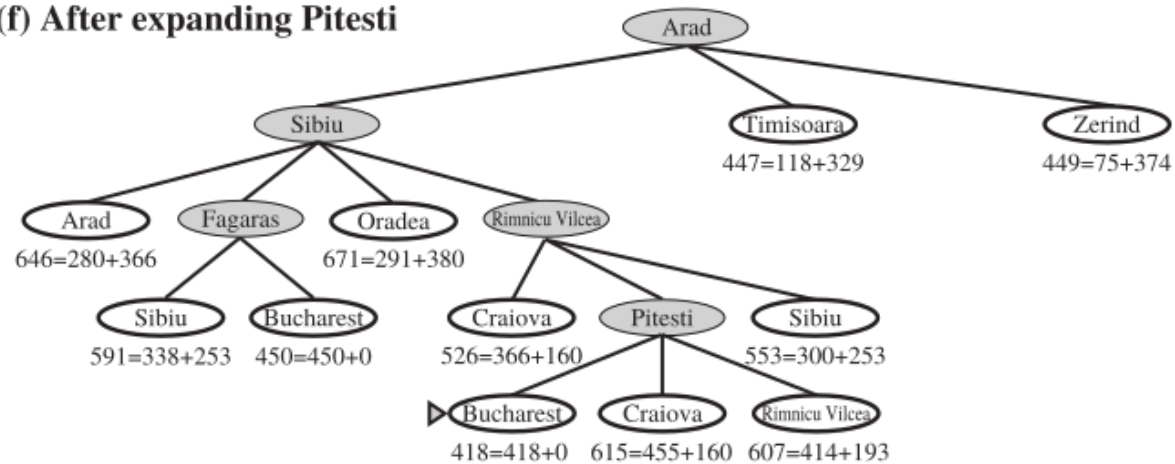 (f) After expanding Pitesti
Arad
Sibiu
Timisoara
Zerind
447=118+329
449=75+374
Arad
Fagaras
Oradea
Rimnicu Vilcea
646=280+366
671=291+380
Sibiu
Bucharest
Craiova
Pitesti
Sibiu
591=338+253
450=450+0
526=366+160
553=300+253
Bucharest
Craiova
Rimnicu Vilcea
418=418+0
615=455+160
607=414+193